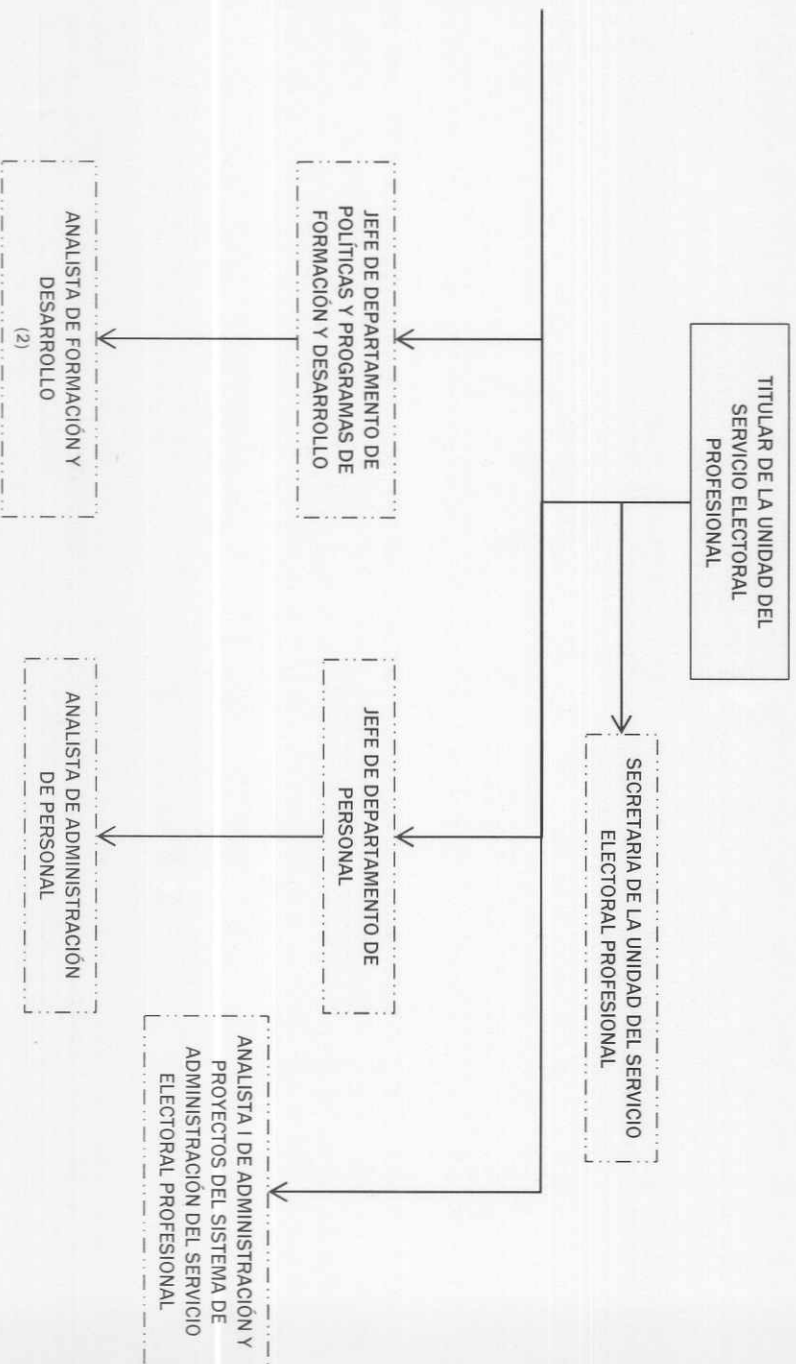 TITULAR DE LA UNIDAD DEL
SERVICIO ELECTORAL
PROFESIONAL
SECRETARIA DE LA UNIDAD DEL SERVICIO
ELECTORAL PROFESIONAL
JEFE DE DEPARTAMENTO DE
POLÍTICAS Y PROGRAMAS DE
FORMACIÓN Y DESARROLLO
JEFE DE DEPARTAMENTO DE
PERSONAL
ANALISTA I DE ADMINISTRACIÓN Y
PROYECTOS DEL SISTEMA DE
ADMINISTRACIÓN DEL SERVICIO
ELECTORAL PROFESIONAL
ANALISTA DE FORMACIÓN Y
DESARROLLO
(2)
ANALISTA DE ADMINISTRACIÓN
DE PERSONAL